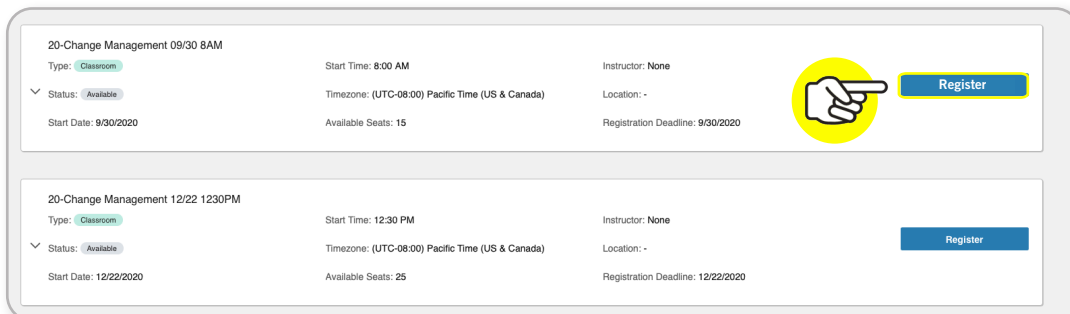 20-Change Management 09/30 8AM
Type: Classroom Start Time: 8:00 AM Instructor: None
Status: Available Timezone: (UTC-08:00) Pacific Time (US & Canada) Location: - Register
Start Date: 9/30/2020 Available Seats: 15 Registration Deadline: 9/30/2020
20-Change Management 12/22 1230PM
Type: Classroom Start Time: 12:30 PM Instructor: None
Status: Available Timezone: (UTC-08:00) Pacific Time (US & Canada) Location: - Register
Start Date: 12/22/2020 Available Seats: 25 Registration Deadline: 12/22/2020